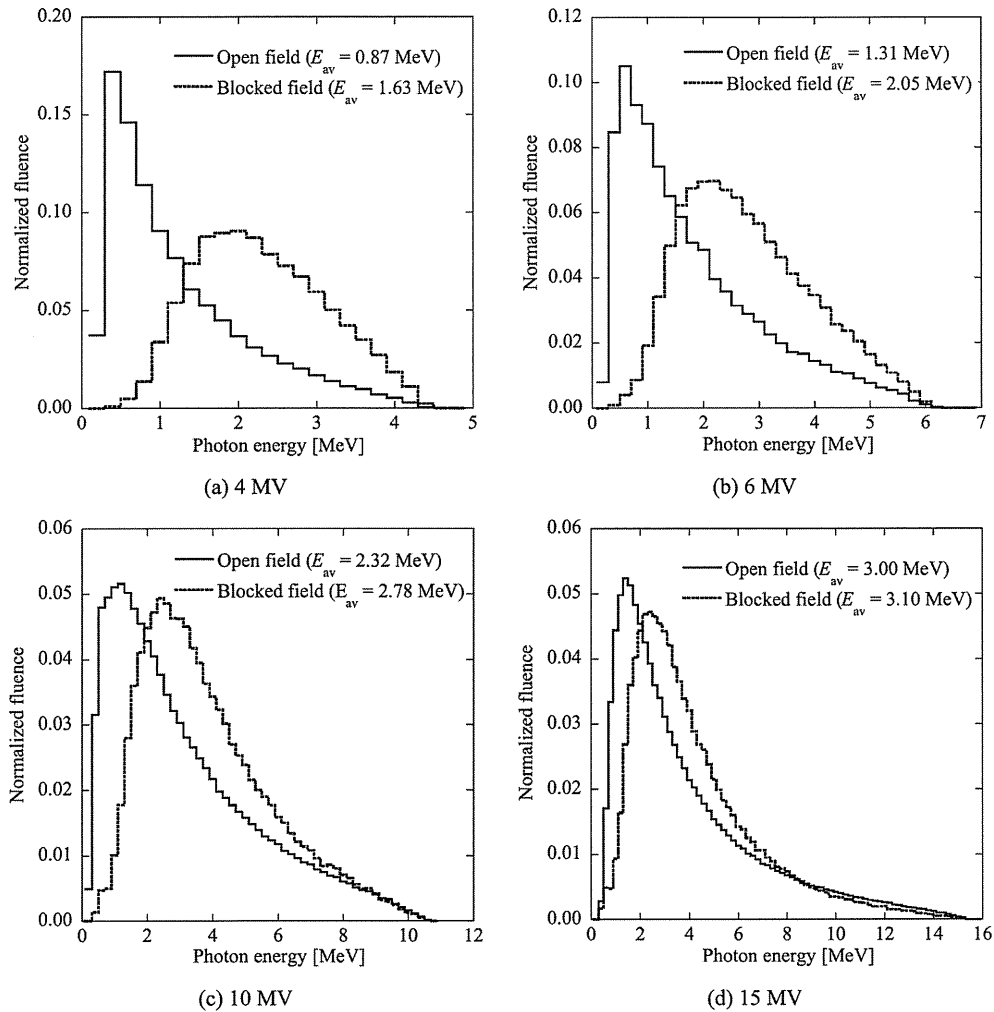 0.20
0.15
0.10
0.05
0.00
Normalized fluence
Open field (E_av = 0.87 MeV)
Blocked field (E_av = 1.63 MeV)
0 1 2 3 4 5
Photon energy [MeV]
(a) 4 MV
0.12
0.10
0.08
0.06
0.04
0.02
0.00
Normalized fluence
Open field (E_av = 1.31 MeV)
Blocked field (E_av = 2.05 MeV)
0 1 2 3 4 5 6 7
Photon energy [MeV]
(b) 6 MV
0.06
0.05
0.04
0.03
0.02
0.01
0.00
Normalized fluence
Open field (E_av = 2.32 MeV)
Blocked field (E_av = 2.78 MeV)
0 2 4 6 8 10 12
Photon energy [MeV]
(c) 10 MV
0.06
0.05
0.04
0.03
0.02
0.01
0.00
Normalized fluence
Open field (E_av = 3.00 MeV)
Blocked field (E_av = 3.10 MeV)
0 2 4 6 8 10 12 14 16
Photon energy [MeV]
(d) 15 MV